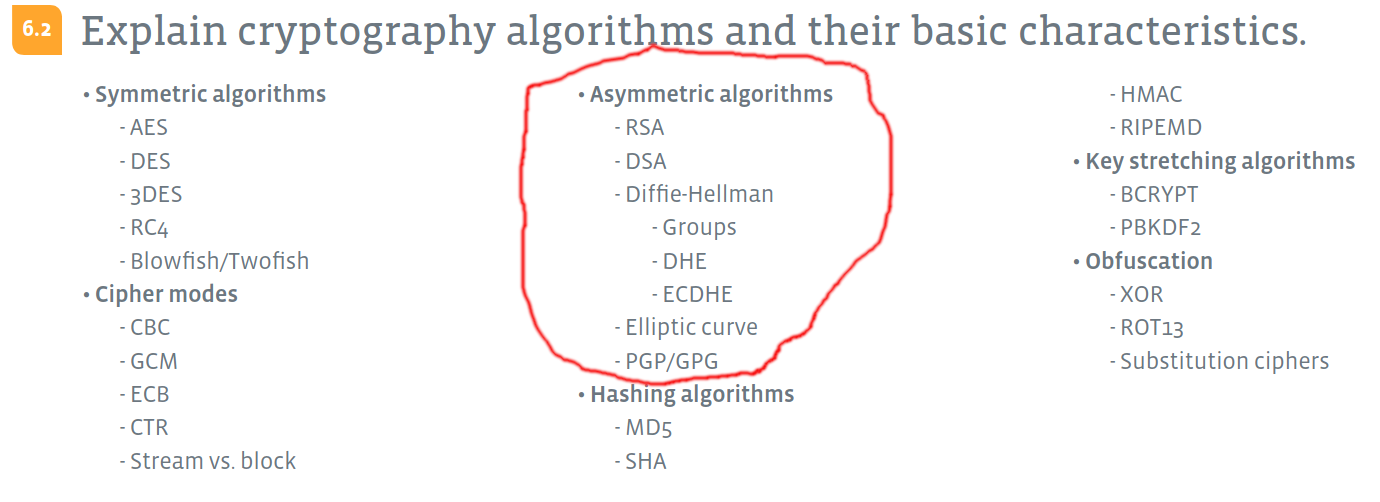 6.2 Explain cryptography algorithms and their basic characteristics.
• Symmetric algorithms
- AES
- DES
- 3DES
- RC4
- Blowfish/Twofish
• Cipher modes
- CBC
- GCM
- ECB
- CTR
- Stream vs. block
• Asymmetric algorithms
- RSA
- DSA
- Diffie-Hellman
- Groups
- DHE
- ECDHE
- Elliptic curve
- PGP/GPG
• Hashing algorithms
- MD5
- SHA
- HMAC
- RIPEMD
• Key stretching algorithms
- BCRYPT
- PBKDF2
• Obfuscation
- XOR
- ROT13
- Substitution ciphers